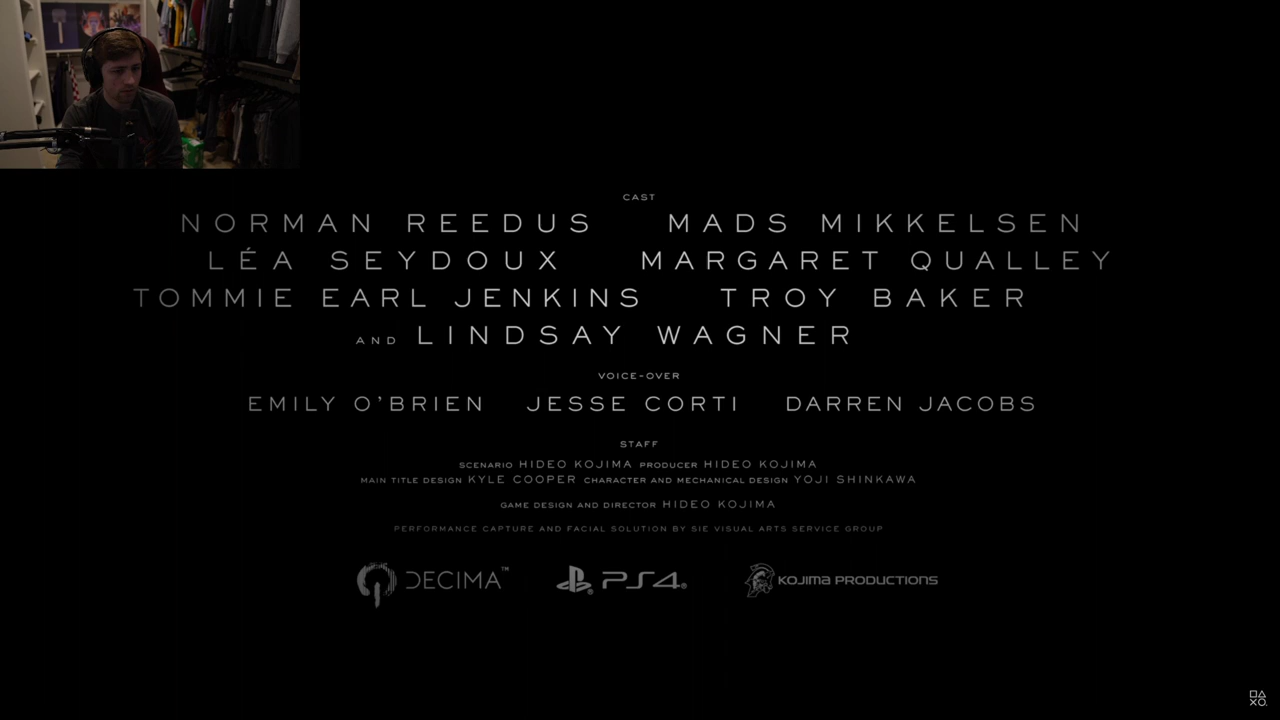 CAST
NORMAN REEDUS MADS MIKKELSEN
LÉA SEYDOUX MARGARET QUALLEY
TOMMIE EARL JENKINS TROY BAKER
AND LINDSAY WAGNER
VOICE-OVER
EMILY O'BRIEN JESSE CORTI DARREN JACOBS
STAFF
SCENARIO HIDEO KOJIMA PRODUCER HIDEO KOJIMA
MAIN TITLE DESIGN KYLE COOPER CHARACTER AND MECHANICAL DESIGN YOJI SHINKAWA
GAME DESIGN AND DIRECTOR HIDEO KOJIMA
PERFORMANCE CAPTURE AND FACIAL SOLUTION BY SIE VISUAL ARTS SERVICE GROUP
DECIMA™ PS4® KOJIMA PRODUCTIONS